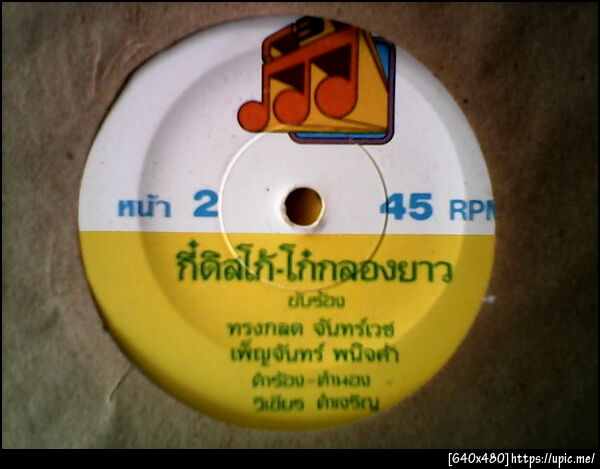 หน้า 2 45 RPM
กี๋ดิสโก้-โก๋กลองยาว
ขับร้อง
ทรงกลด จันทร์เวช
เพ็ญจันทร์ พนิจคำ
คำร้อง - ทำนอง
วิเชียร คำเจริญ
[640x480]https://upic.me/